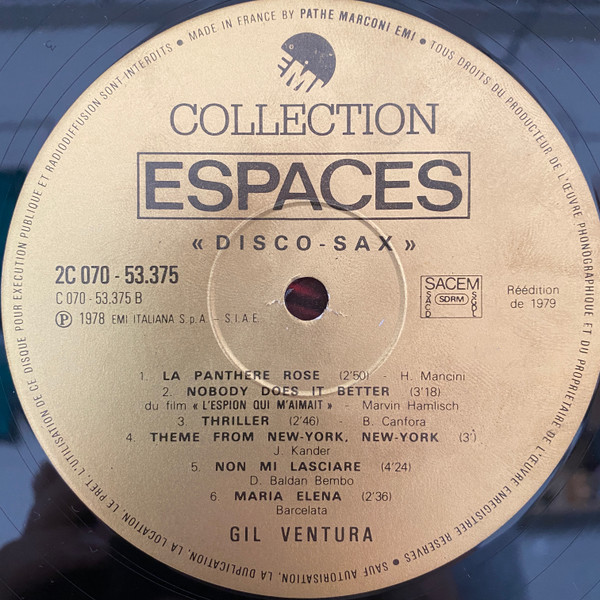 • MADE IN FRANCE BY PATHE MARCONI EMI • TOUS DROITS DU PRODUCTEUR DE L'ŒUVRE PHONOGRAPHIQUE ET DU PROPRIETAIRE DE L'ŒUVRE ENREGISTREE RESERVES • SAUF AUTORISATION, LA DUPLICATION, LA LOCATION, LE PRET, L'UTILISATION DE CE DISQUE POUR EXECUTION PUBLIQUE ET RADIODIFFUSION SONT INTERDITS
EMI
COLLECTION
ESPACES
« DISCO-SAX »
2C 070 - 53.375
C 070 - 53.375 B
Ⓟ 1978 EMI ITALIANA S.p.A. - S.I.A.E.
SACEM
SACD SDRM SGDL
Réédition
de 1979
1. LA PANTHERE ROSE (2'50) - H. Mancini
2. NOBODY DOES IT BETTER (3'18)
du film « L'ESPION QUI M'AIMAIT » - Marvin Hamlisch
3. THRILLER (2'46) - B. Canfora
4. THEME FROM NEW-YORK, NEW-YORK (3')
J. Kander
5. NON MI LASCIARE (4'24)
D. Baldan Bembo
6. MARIA ELENA (2'36)
Barcelata
GIL VENTURA